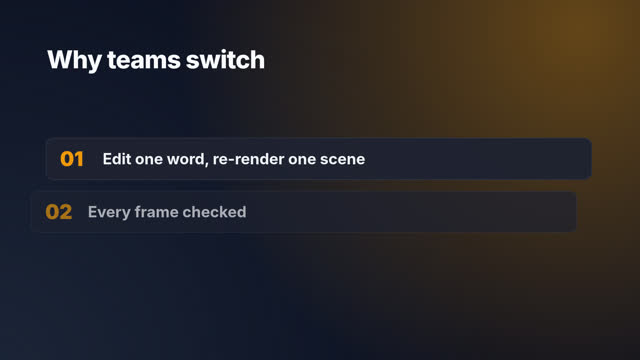 Why teams switch
01 Edit one word, re-render one scene
02 Every frame checked